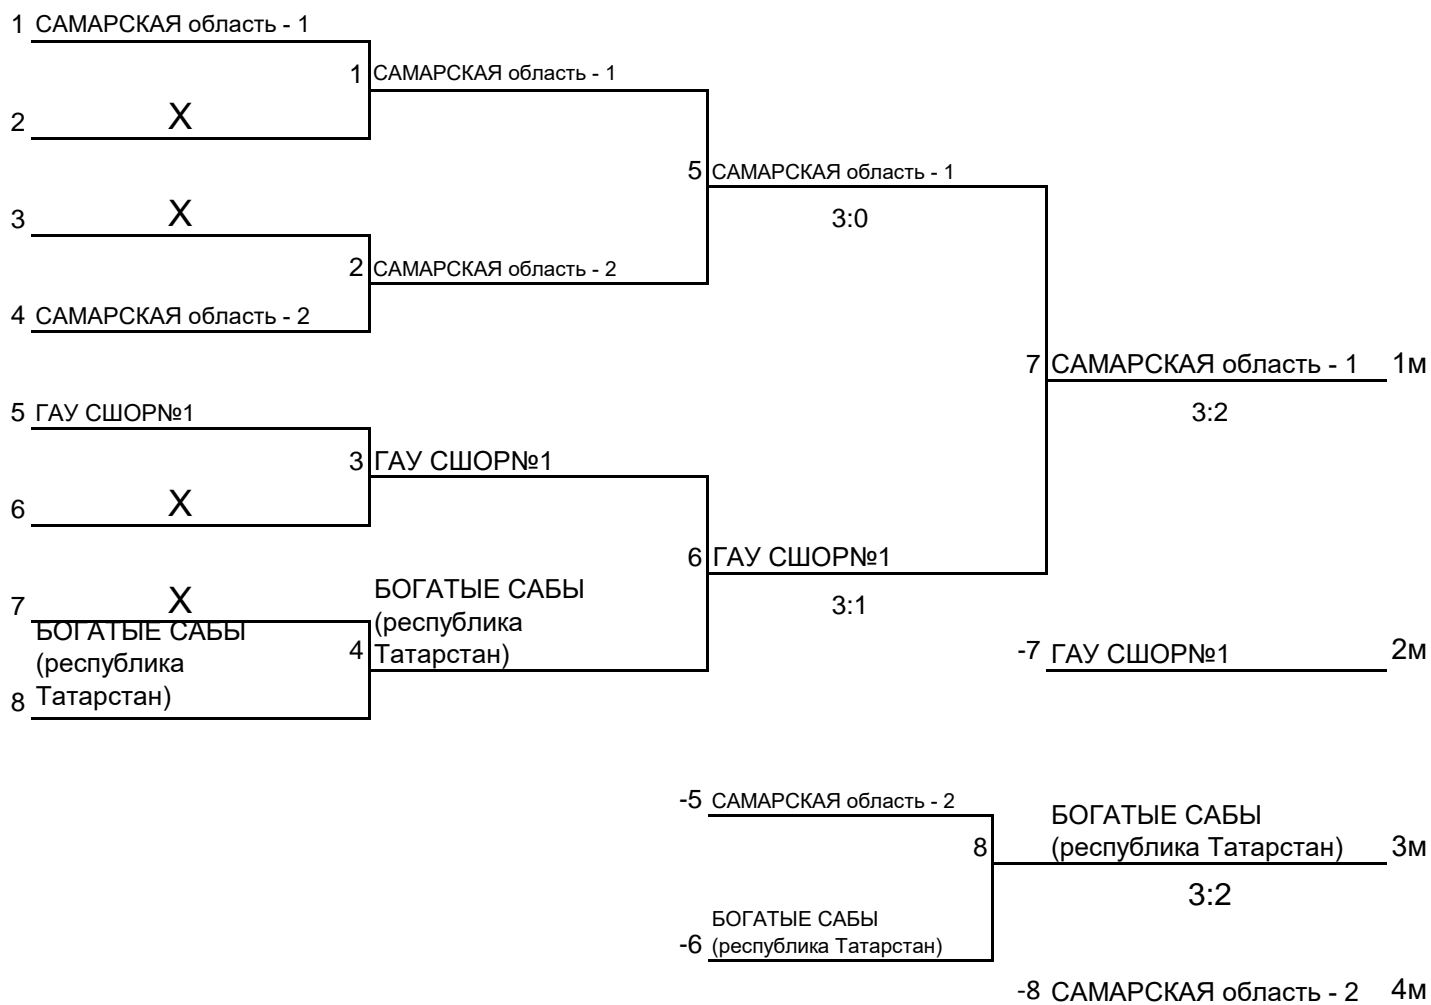 1 САМАРСКАЯ область - 1
1 САМАРСКАЯ область - 1
2 X
5 САМАРСКАЯ область - 1
3 X
3:0
2 САМАРСКАЯ область - 2
4 САМАРСКАЯ область - 2
7 САМАРСКАЯ область - 1 1м
3:2
5 ГАУ СШОР№1
3 ГАУ СШОР№1
6 X
6 ГАУ СШОР№1
3:1
7 X
БОГАТЫЕ САБЫ
(республика
Татарстан)
8
БОГАТЫЕ САБЫ
(республика
4 Татарстан)
-7 ГАУ СШОР№1 2м
-5 САМАРСКАЯ область - 2
8
БОГАТЫЕ САБЫ
(республика Татарстан) 3м
3:2
БОГАТЫЕ САБЫ
-6 (республика Татарстан)
-8 САМАРСКАЯ область - 2 4м